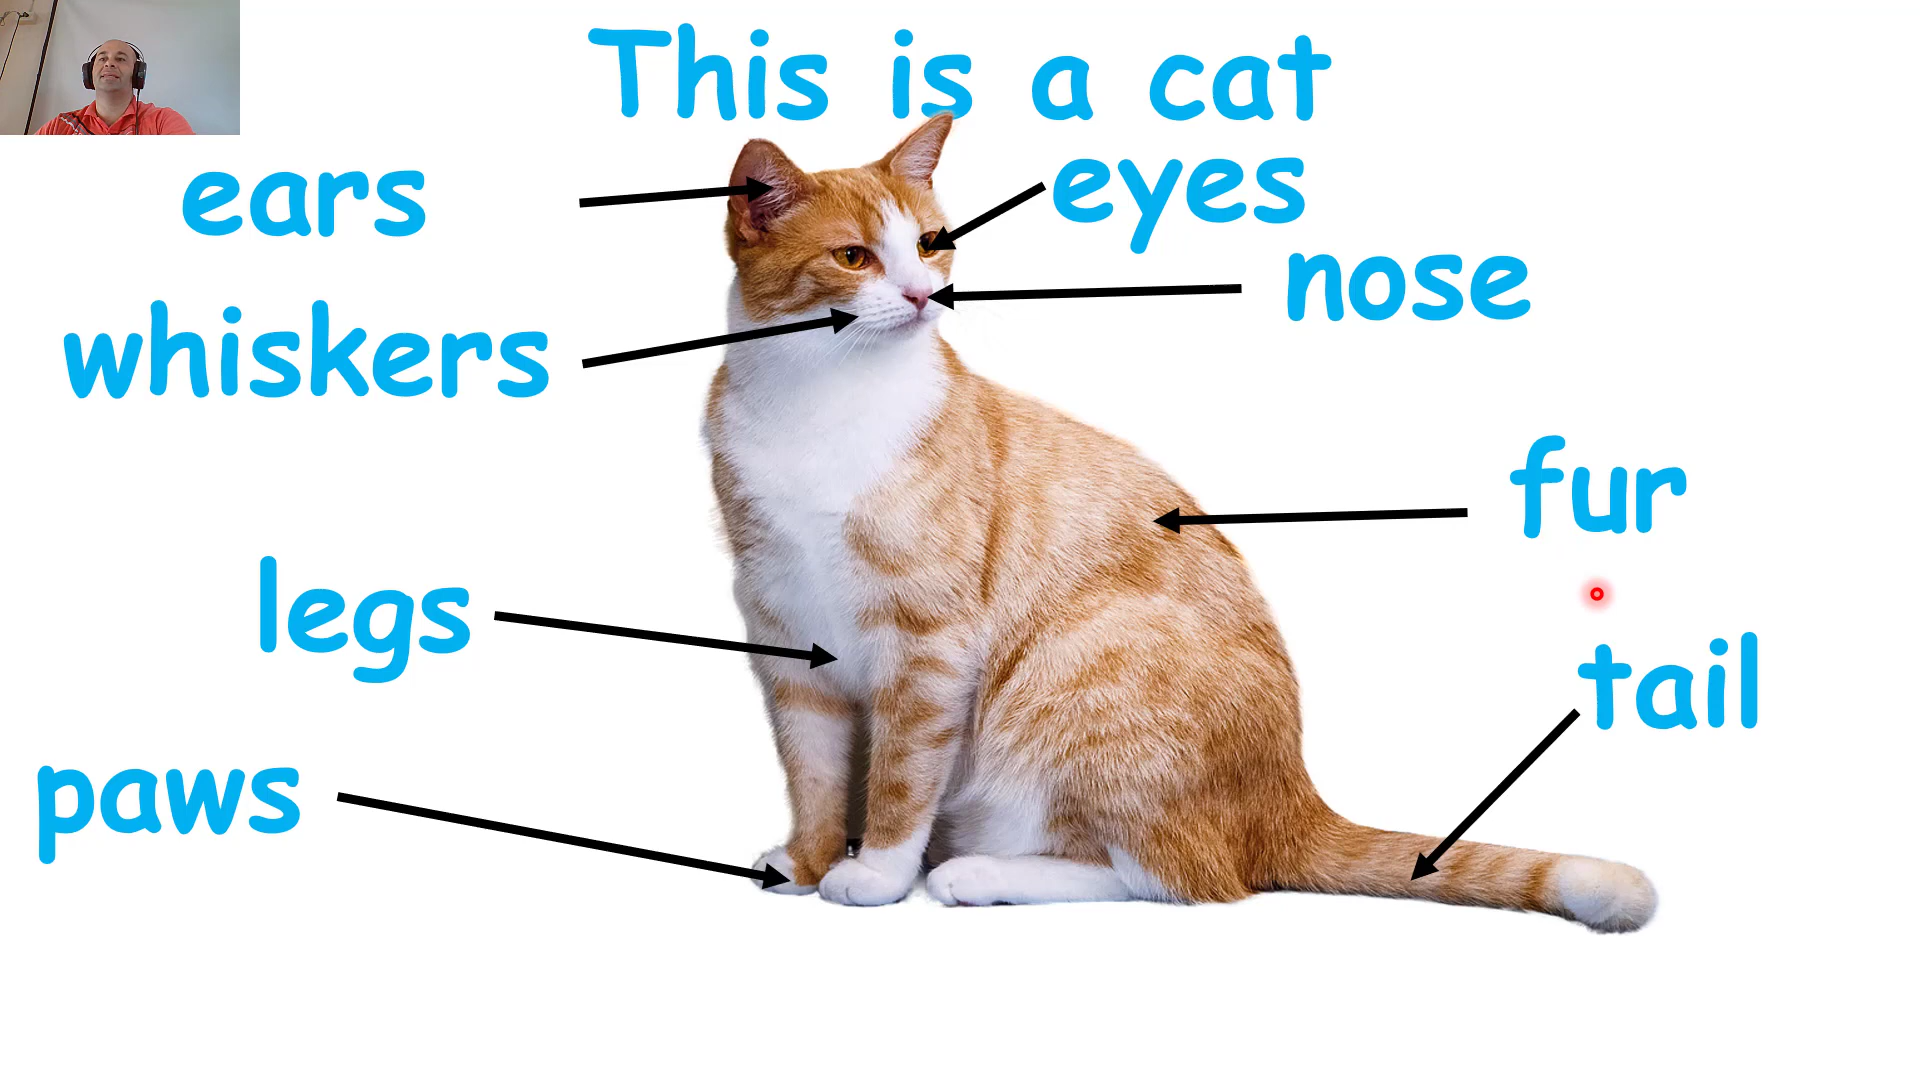 This is a cat
ears
eyes
nose
whiskers
fur
legs
tail
paws